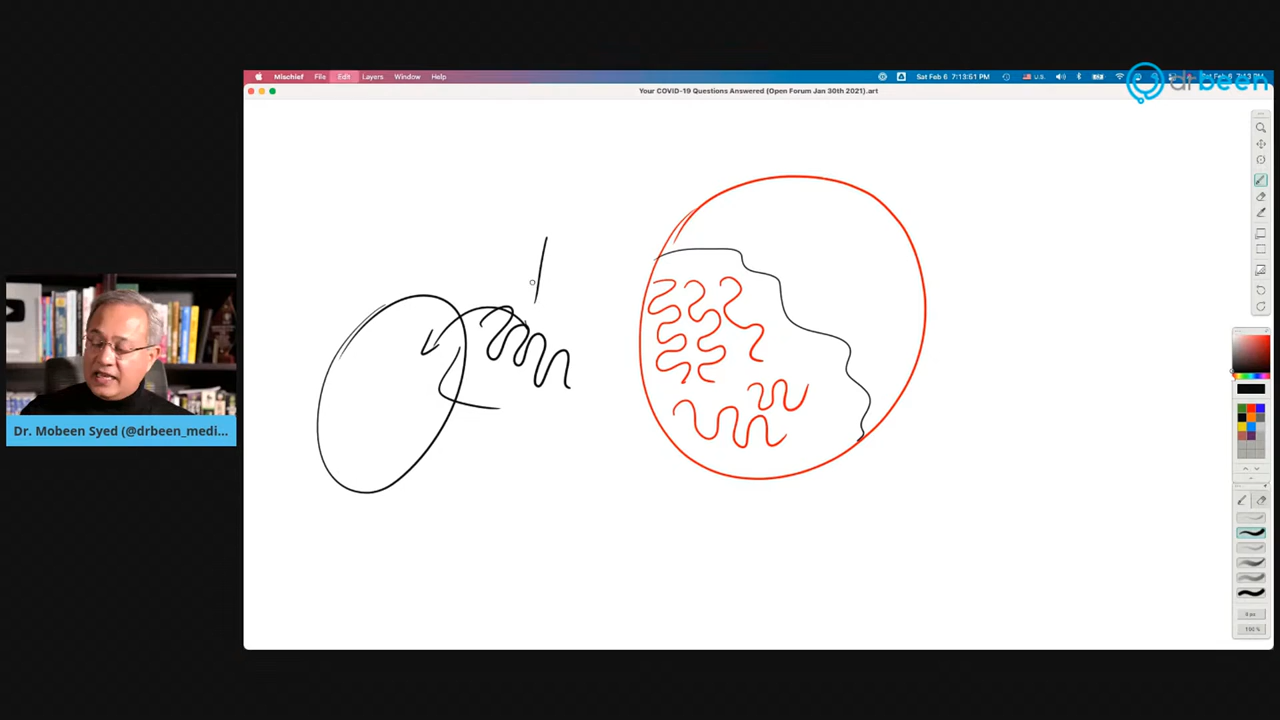 drbeen
Mischief File Edit Layers Window Help
Sat Feb 6 7:13:51 PM
U.S.
Your COVID-19 Questions Answered (Open Forum Jan 30th 2021).art
Dr. Mobeen Syed (@drbeen_medi...
100 %